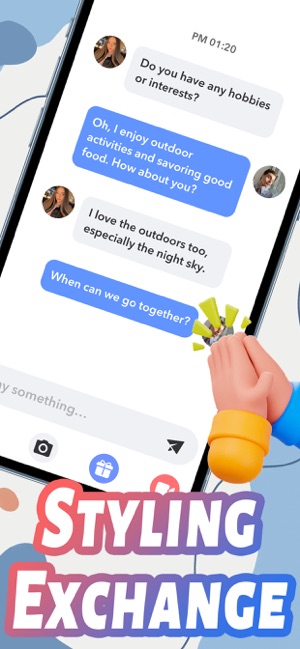 PM 01:20
Do you have any hobbies
or interests?
Oh, I enjoy outdoor
activities and savoring good
food. How about you?
I love the outdoors too,
especially the night sky.
When can we go together?
something...
STYLING
EXCHANGE